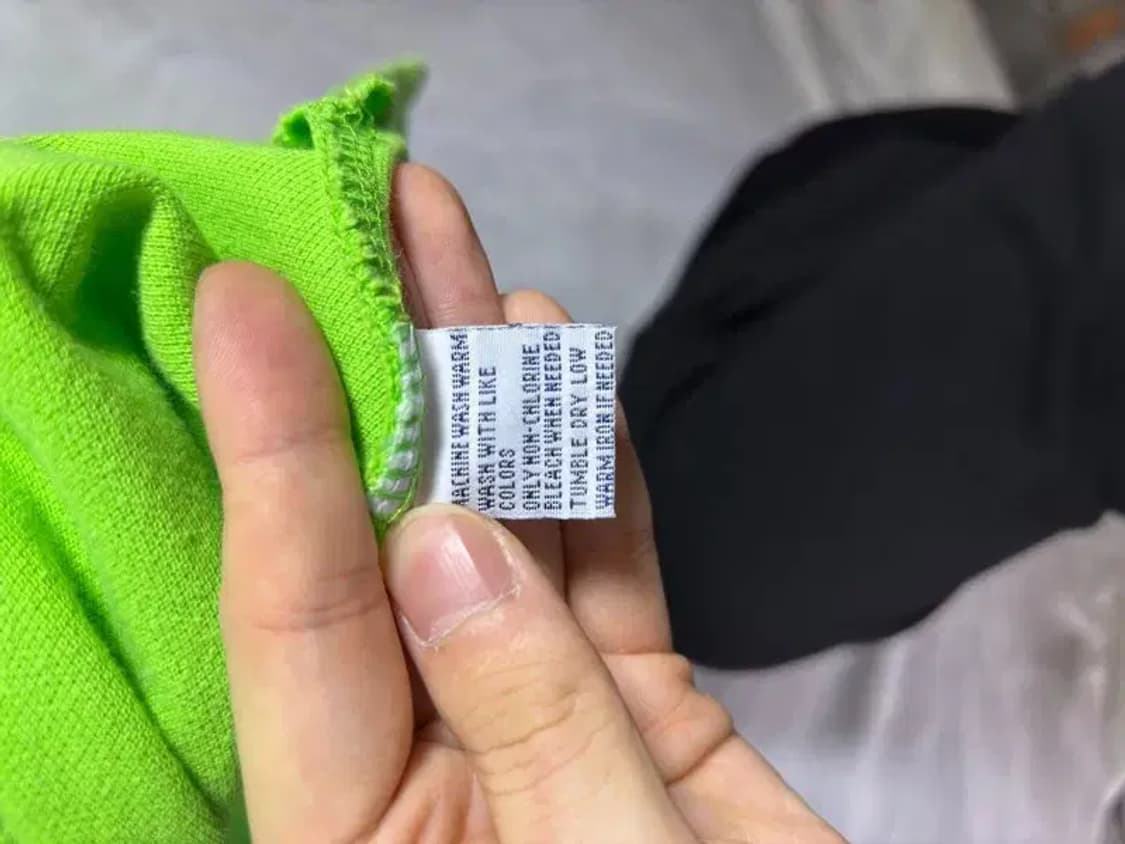 MACHINE WASH WARM
WASH WITH LIKE
COLORS
ONLY NON-CHLORINE
BLEACH WHEN NEEDED
TUMBLE DRY LOW
WARM IRON IF NEEDED